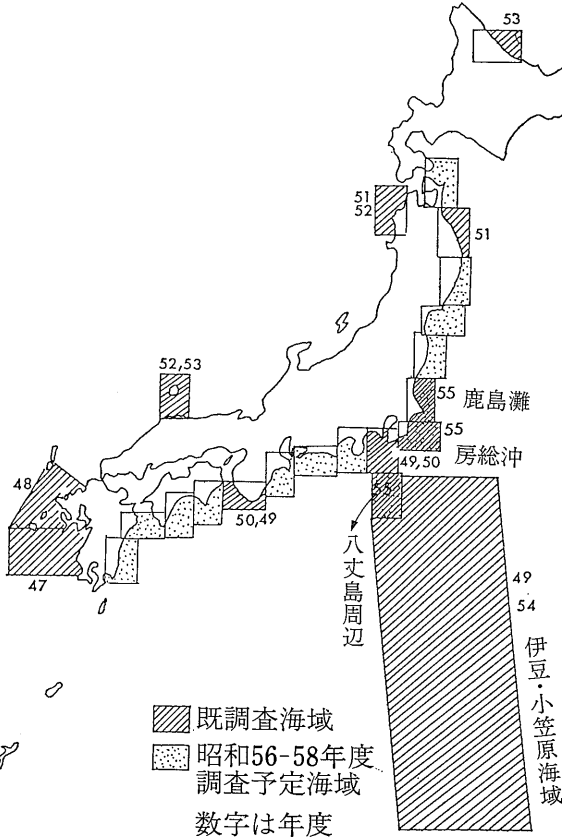 53
51
52
51
52,53
55
鹿島灘
55
房総沖
49,50
48
55
50,49
47
八丈島周辺
49
54
伊豆・小笠原海域
既調査海域
昭和56-58年度
調査予定海域
数字は年度